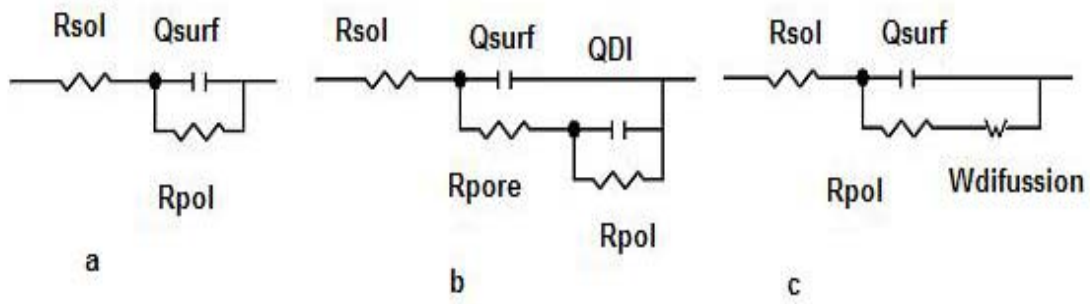 Rsol Qsurf
Rpol
a
Rsol Qsurf QDI
Rpore
Rpol
b
Rsol Qsurf
Rpol Wdifussion
c